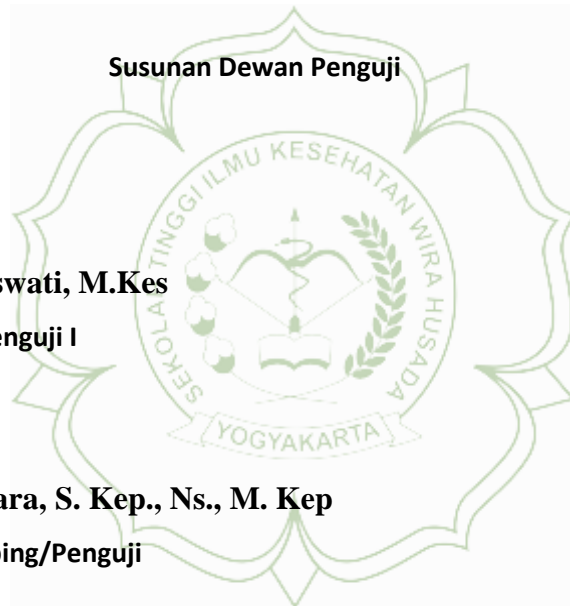 Susunan Dewan Penguji
SEKOLAH TINGGI ILMU KESEHATAN WIRA HUSADA
swati, M.Kes
enguji I
YOGYAKARTA
ara, S. Kep., Ns., M. Kep
bing/Penguji